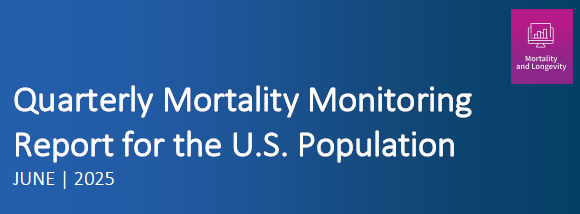 Mortality
and Longevity
Quarterly Mortality Monitoring
Report for the U.S. Population
JUNE | 2025